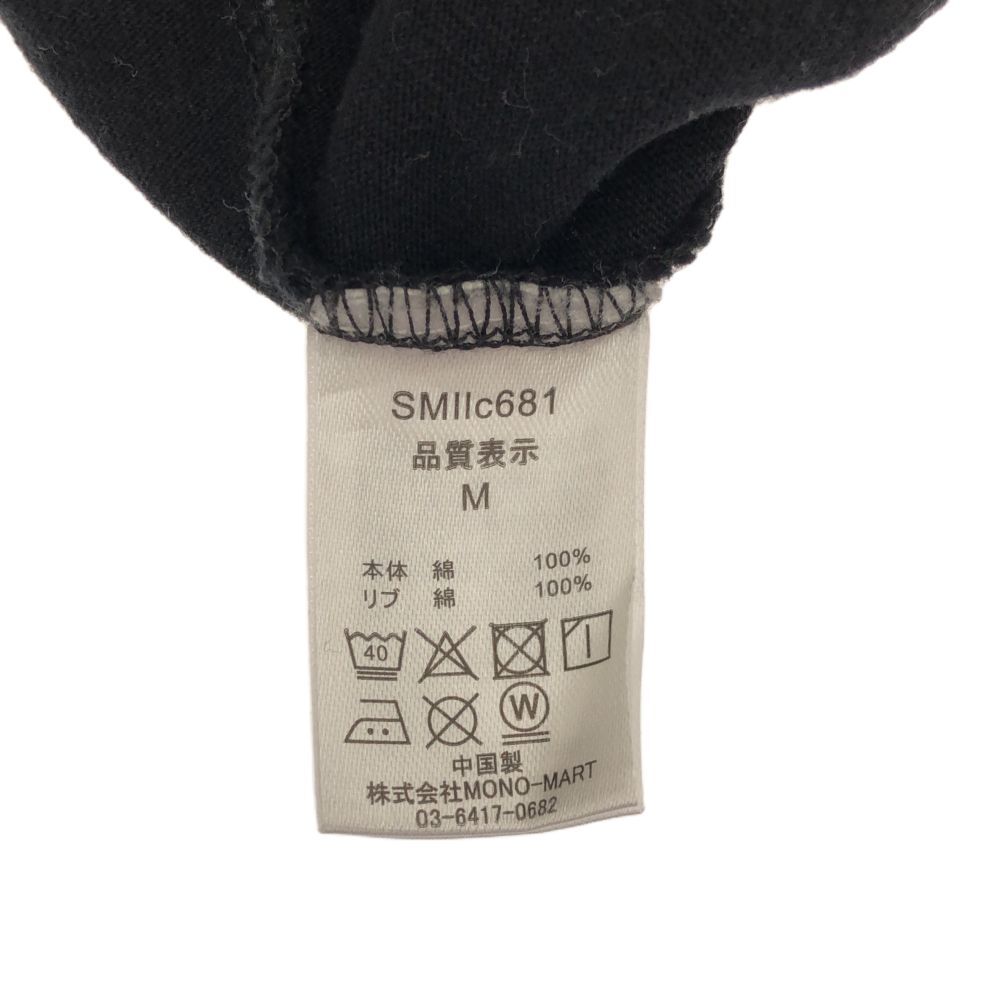 SMIIc681
品質表示
M
本体 綿 100%
リブ 綿 100%
40
W
中国製
株式会社MONO-MART
03-6417-0682